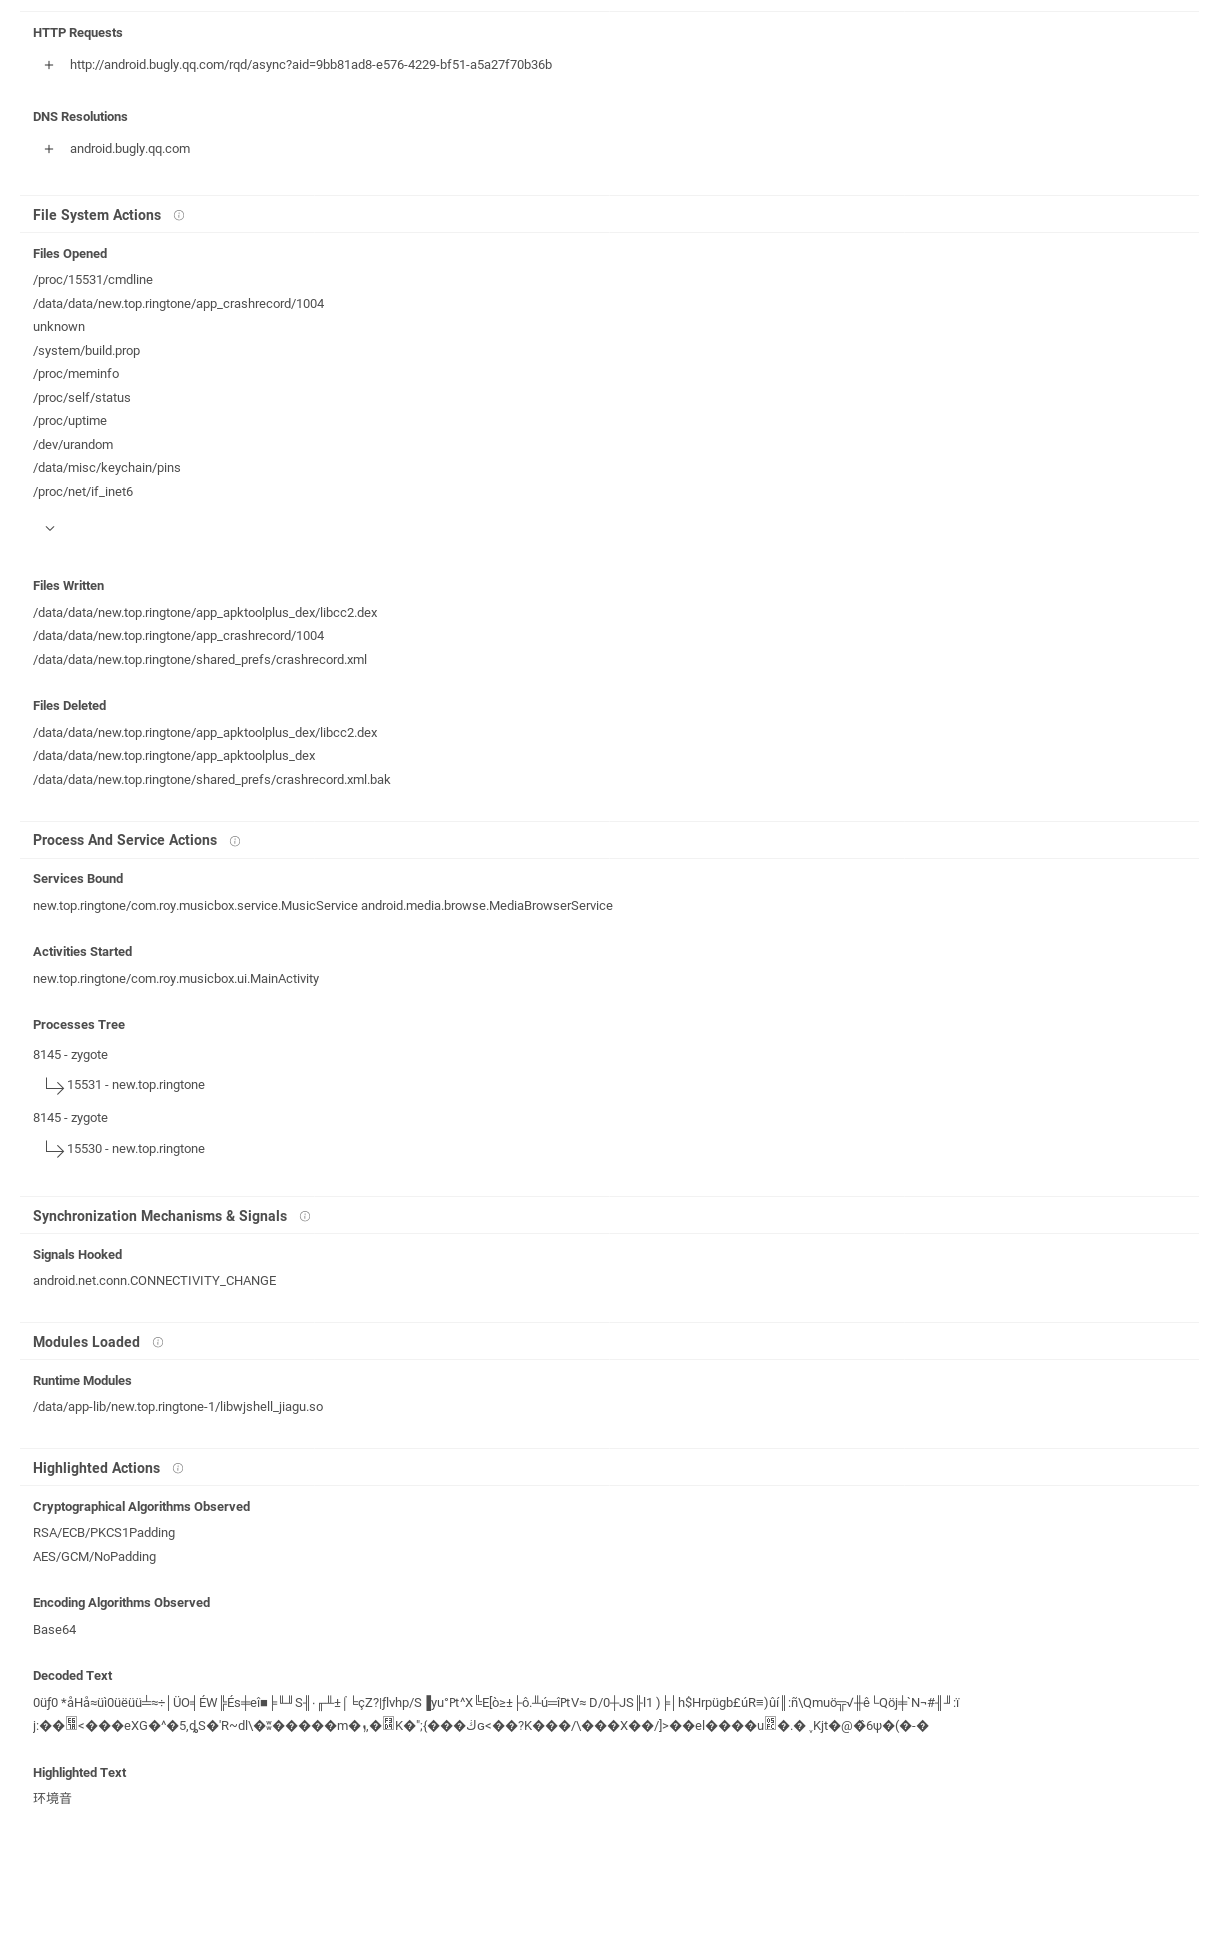 HTTP Requests
http://android.bugly.qq.com/rqd/async?aid=9bb81ad8-e576-4229-bf51-a5a27f70b36b
DNS Resolutions
android.bugly.qq.com
File System Actions
Files Opened
/proc/15531/cmdline
/data/data/new.top.ringtone/app_crashrecord/1004
unknown
/system/build.prop
/proc/meminfo
/proc/self/status
/proc/uptime
/dev/urandom
/data/misc/keychain/pins
/proc/net/if_inet6
Files Written
/data/data/new.top.ringtone/app_apktoolplus_dex/libcc2.dex
/data/data/new.top.ringtone/app_crashrecord/1004
/data/data/new.top.ringtone/shared_prefs/crashrecord.xml
Files Deleted
/data/data/new.top.ringtone/app_apktoolplus_dex/libcc2.dex
/data/data/new.top.ringtone/app_apktoolplus_dex
/data/data/new.top.ringtone/shared_prefs/crashrecord.xml.bak
Process And Service Actions
Services Bound
new.top.ringtone/com.roy.musicbox.service.MusicService android.media.browse.MediaBrowserService
Activities Started
new.top.ringtone/com.roy.musicbox.ui.MainActivity
Processes Tree
8145 - zygote
15531 - new.top.ringtone
8145 - zygote
15530 - new.top.ringtone
Synchronization Mechanisms & Signals
Signals Hooked
android.net.conn.CONNECTIVITY_CHANGE
Modules Loaded
Runtime Modules
/data/app-lib/new.top.ringtone-1/libwjshell_jiagu.so
Highlighted Actions
Cryptographical Algorithms Observed
RSA/ECB/PKCS1Padding
AES/GCM/NoPadding
Encoding Algorithms Observed
Base64
Decoded Text
Highlighted Text
环境音